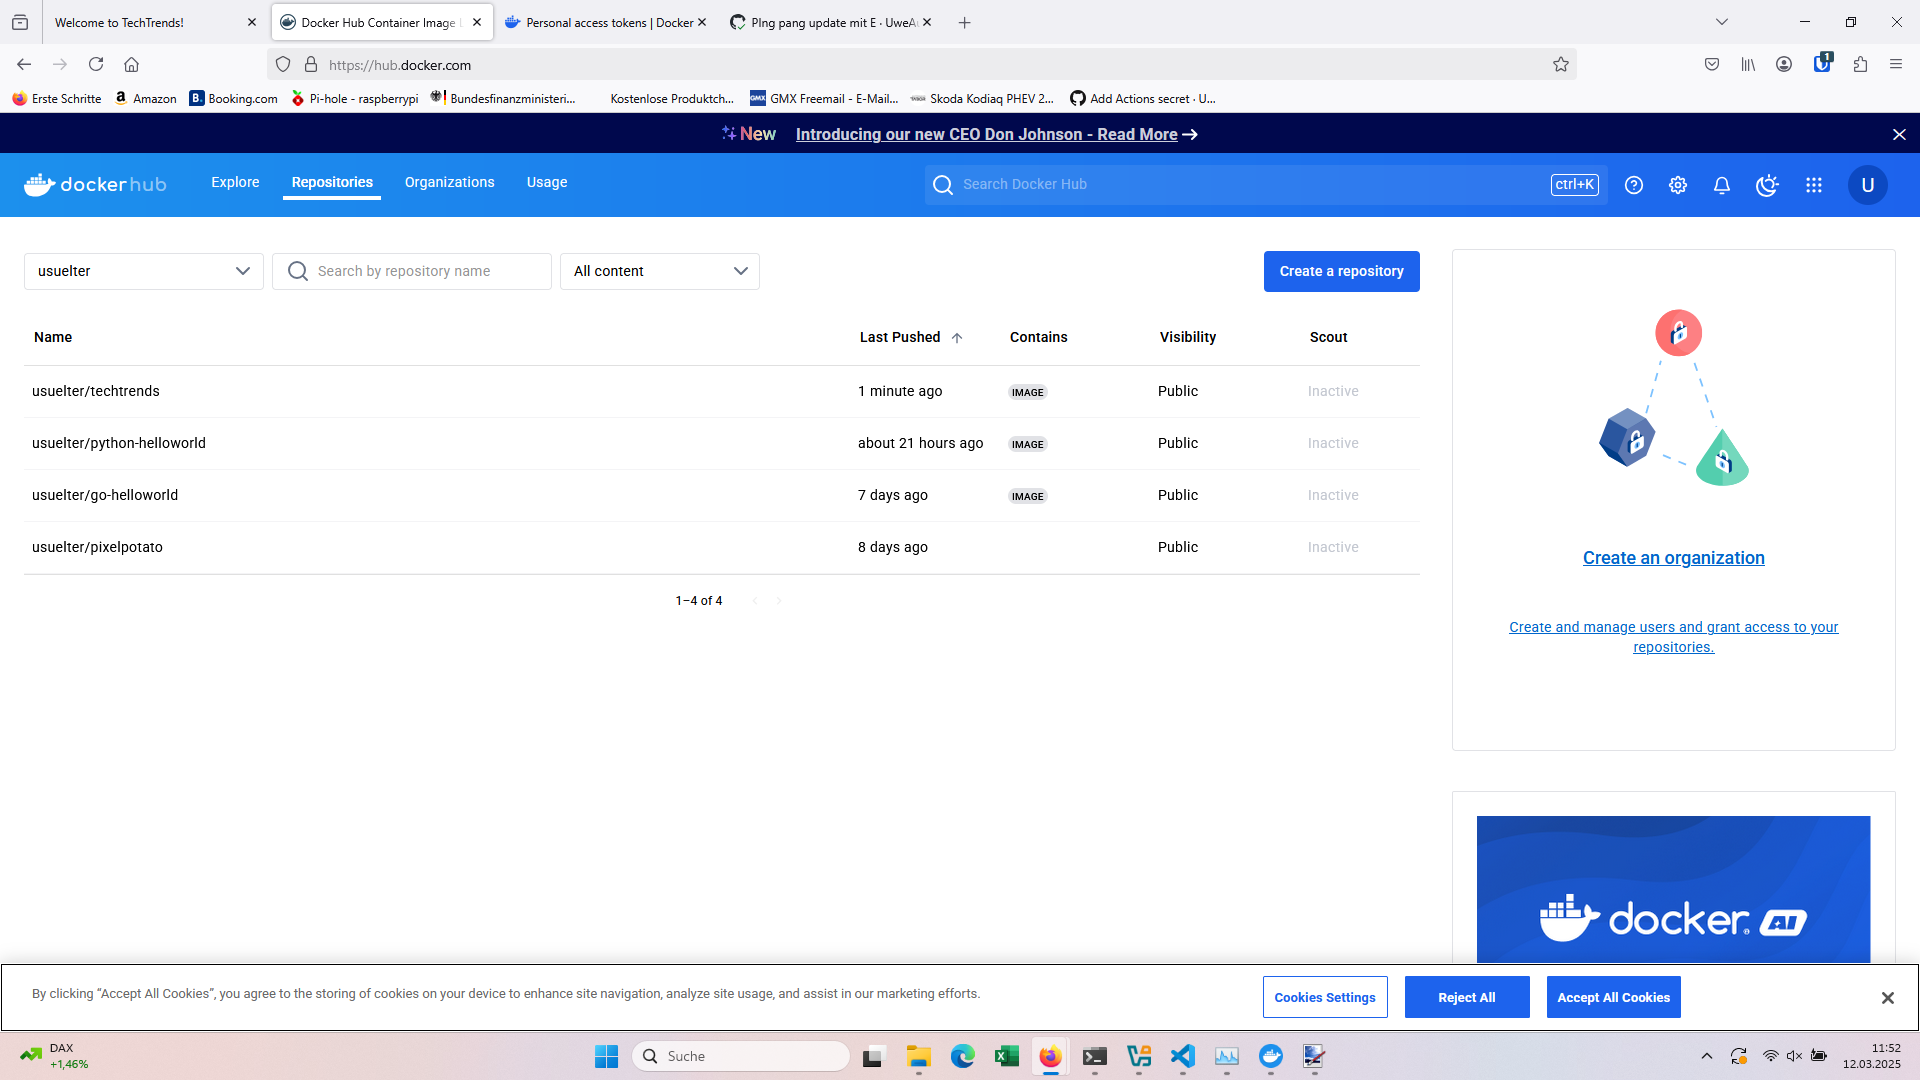 Welcome to TechTrends!
Docker Hub Container Image
Personal access tokens | Docker
PIng pang update mit E · UweA
https://hub.docker.com
Erste Schritte
Amazon
Booking.com
Pi-hole - raspberrypi
Bundesfinanzministeri...
Kostenlose Produktch...
GMX Freemail - E-Mail...
Skoda Kodiaq PHEV 2...
Add Actions secret · U...
1
New
Introducing our new CEO Don Johnson - Read More
docker hub
Explore
Repositories
Organizations
Usage
Search Docker Hub
ctrl+K
U
usuelter
Search by repository name
All content
Create a repository
Name
Last Pushed
Contains
Visibility
Scout
usuelter/techtrends
1 minute ago
IMAGE
Public
Inactive
usuelter/python-helloworld
about 21 hours ago
IMAGE
Public
Inactive
usuelter/go-helloworld
7 days ago
IMAGE
Public
Inactive
usuelter/pixelpotato
8 days ago
Public
Inactive
1–4 of 4
Create an organization
Create and manage users and grant access to your
repositories.
docker AI
By clicking “Accept All Cookies”, you agree to the storing of cookies on your device to enhance site navigation, analyze site usage, and assist in our marketing efforts.
Cookies Settings
Reject All
Accept All Cookies
DAX
+1,46%
Suche
11:52
12.03.2025